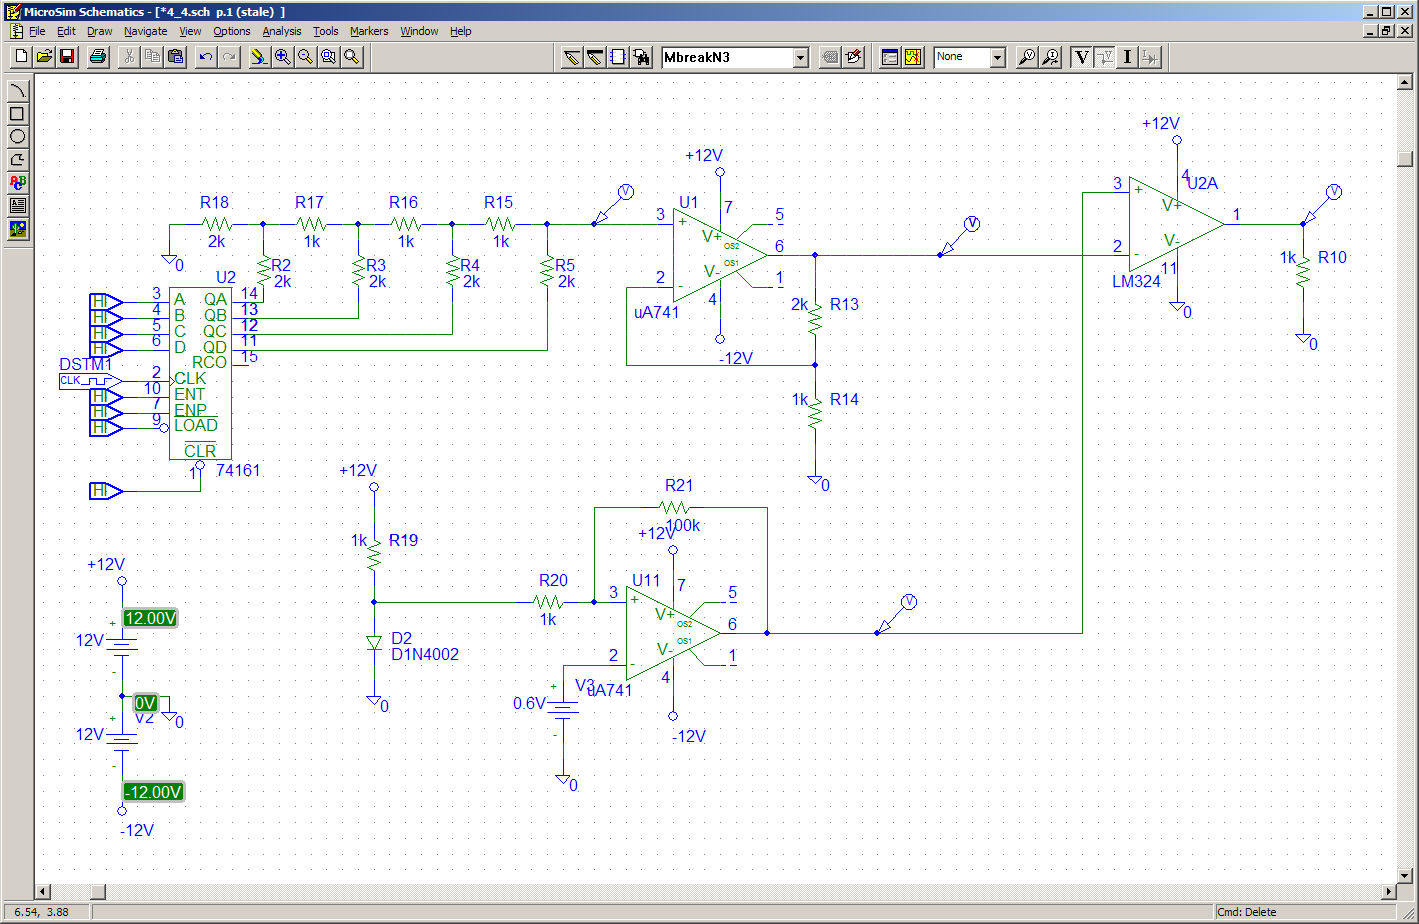 MicroSim Schematics - [*4_4.sch p.1 (stale) ]
File Edit Draw Navigate View Options Analysis Tools Markers Window Help
MbreakN3
None
V
I
ABC
+12V
3
4
U2A
+
V+
1
2
-
V-
11
LM324
0
1k
R10
0
+12V
R18
R17
R16
R15
V
V
V
2k
1k
1k
1k
3
U1
7
5
+
V+
OS2
6
OS1
V-
1
2
-
4
uA741
-12V
0
R2
2k
R3
2k
R4
2k
R5
2k
U2
HI
3
A
QA
14
HI
4
B
QB
13
HI
5
C
QC
12
HI
6
D
QD
11
RCO
15
DSTM1
CLK
2
CLK
HI
10
ENT
HI
7
ENP
HI
9
LOAD
CLR
1
74161
HI
2k
R13
1k
R14
0
+12V
1k
R19
D2
D1N4002
0
R21
100k
+12V
R20
1k
U11
7
3
+
V+
5
OS2
6
OS1
V-
1
2
-
4
uA741
-12V
V
V3
+
0.6V
-
0
+12V
12.00V
+
12V
-
0V
V2
0
+
12V
-
-12.00V
-12V
6.54, 3.88
Cmd: Delete